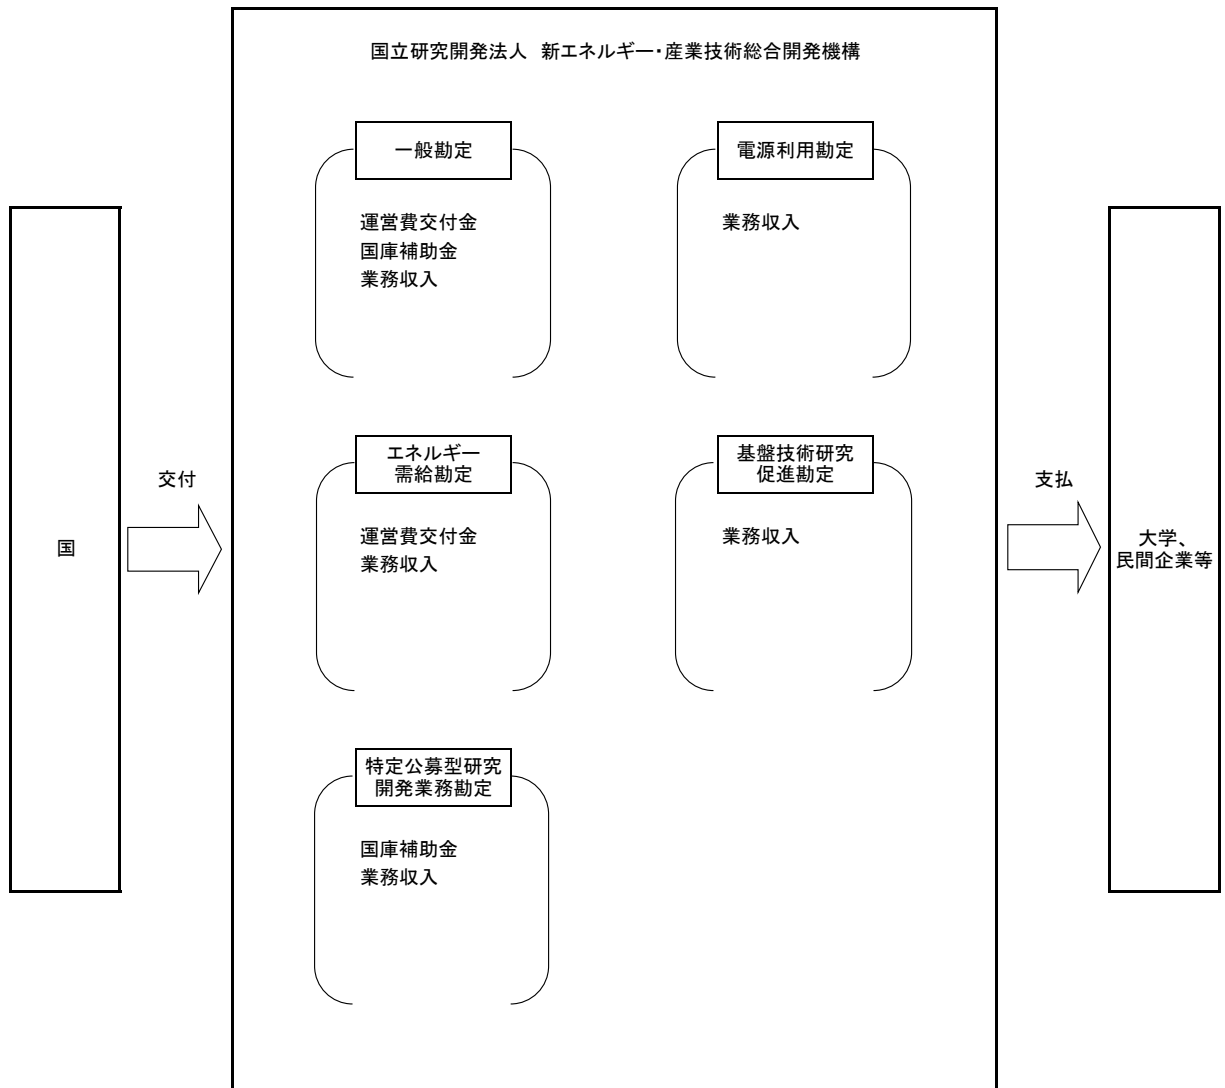 国立研究開発法人　新エネルギー・産業技術総合開発機構
一般勘定
運営費交付金
国庫補助金
業務収入
電源利用勘定
業務収入
エネルギー
需給勘定
運営費交付金
業務収入
基盤技術研究
促進勘定
業務収入
特定公募型研究
開発業務勘定
国庫補助金
業務収入
国
交付
支払
大学、
民間企業等